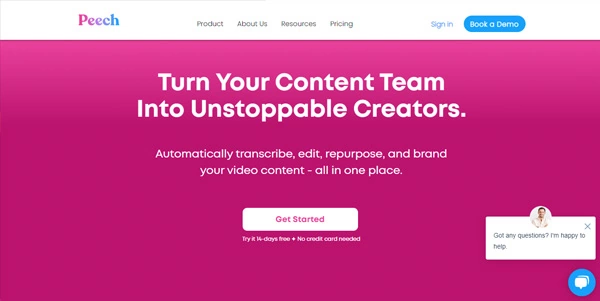 Peech
Product About Us Resources Pricing
Sign in
Book a Demo
Turn Your Content Team
Into Unstoppable Creators.
Automatically transcribe, edit, repurpose, and brand
your video content - all in one place.
Get Started
Try it 14-days free ✦ No credit card needed
Got any questions? I'm happy to
help.